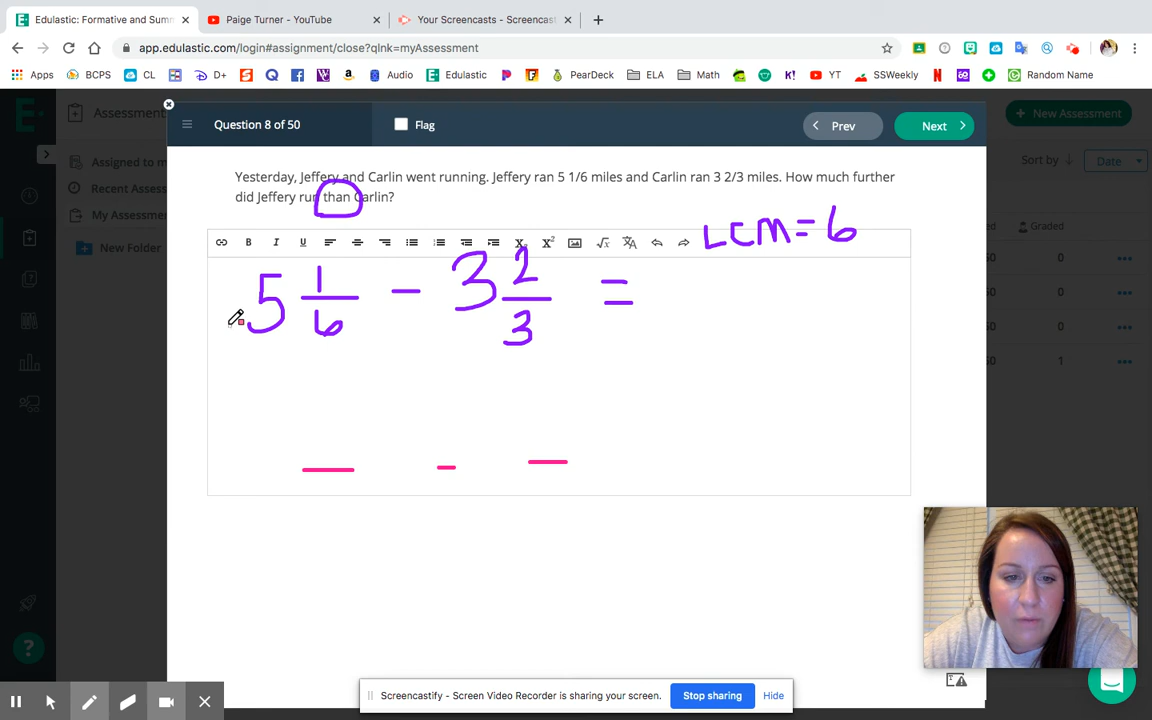 Edulastic: Formative and Summ
Paige Turner - YouTube
Your Screencasts - Screencast
app.edulastic.com/login#assignment/close?qlnk=myAssessment
Apps
BCPS
CL
D+
Audio
Edulastic
PearDeck
ELA
Math
K!
YT
SSWeekly
N
Random Name
Assessm
Question 8 of 50
Flag
Prev
Next
+ New Assessment
Assigned to m
Recent Assess
My Assessmen
New Folder
Sort by
Date
Graded
Yesterday, Jeffery and Carlin went running. Jeffery ran 5 1/6 miles and Carlin ran 3 2/3 miles. How much further
did Jeffery run than Carlin?
B I U
LCM = 6
5 1/6 - 3 2/3 =
0
0
0
1
?
Screencastify - Screen Video Recorder is sharing your screen.
Stop sharing
Hide